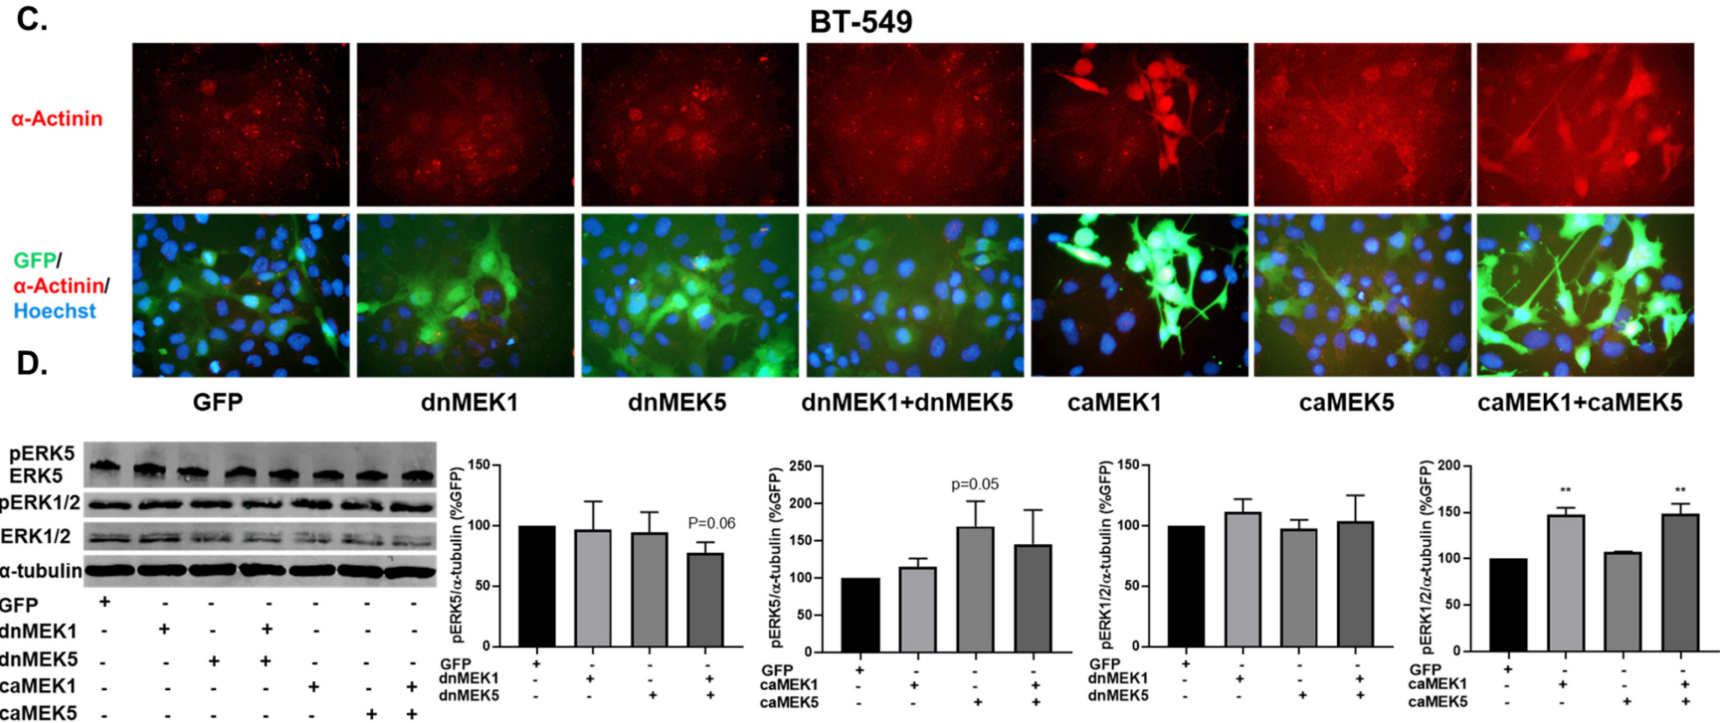 C.
BT-549
α-Actinin
GFP/
α-Actinin/
Hoechst
GFP
dnMEK1
dnMEK5
dnMEK1+dnMEK5
caMEK1
caMEK5
caMEK1+caMEK5
D.
pERK5
ERK5
pERK1/2
ERK1/2
α-tubulin
GFP + - - - - - -
dnMEK1 - + - + - - -
dnMEK5 - - + + - - -
caMEK1 - - - - + - +
caMEK5 - - - - - + +
pERK5/α-tubulin (%GFP)
150
100
50
0
P=0.06
GFP + - - -
dnMEK1 - + - +
dnMEK5 - - + +
pERK5/α-tubulin (%GFP)
250
200
150
100
50
0
p=0.05
GFP + - - -
caMEK1 - + - +
caMEK5 - - + +
pERK1/2/α-tubulin (%GFP)
150
100
50
0
GFP + - - -
dnMEK1 - + - +
dnMEK5 - - + +
pERK1/2/α-tubulin (%GFP)
200
150
100
50
0
** **
GFP + - - -
caMEK1 - + - +
caMEK5 - - + +